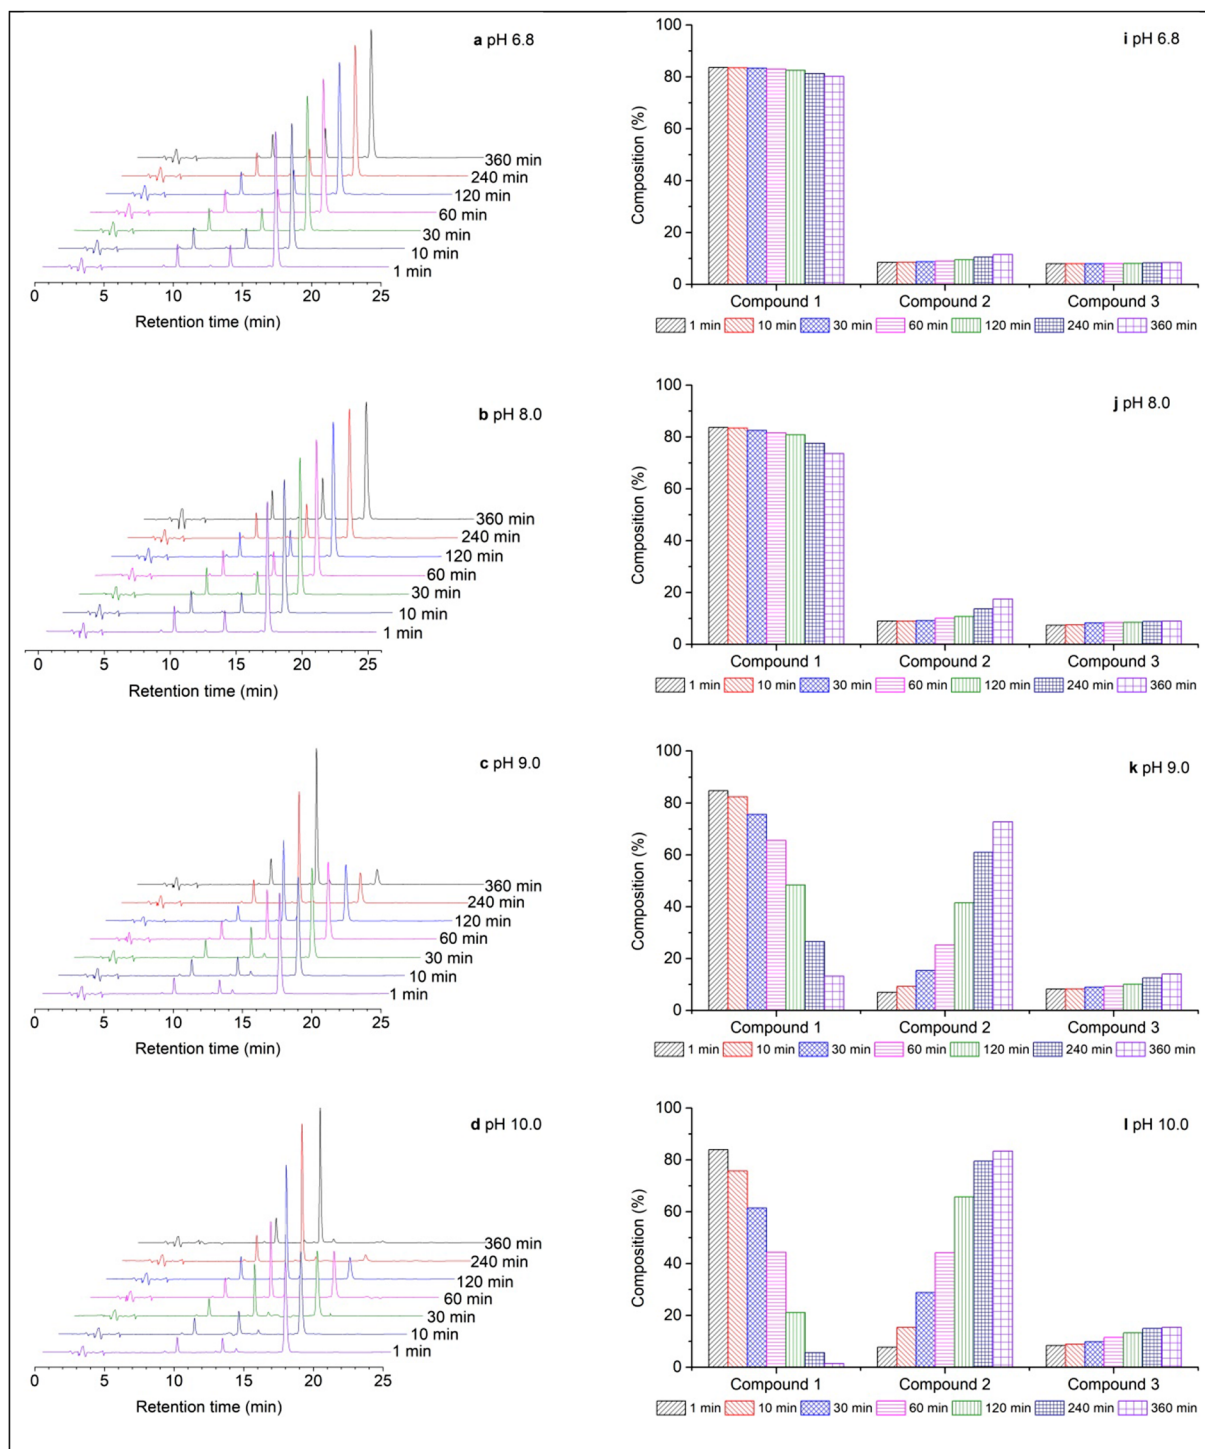 a pH 6.8
360 min
240 min
120 min
60 min
30 min
10 min
1 min
0 5 10 15 20 25
Retention time (min)
i pH 6.8
100
80
60
40
20
0
Composition (%)
Compound 1 Compound 2 Compound 3
1 min 10 min 30 min 60 min 120 min 240 min 360 min
b pH 8.0
360 min
240 min
120 min
60 min
30 min
10 min
1 min
0 5 10 15 20 25
Retention time (min)
j pH 8.0
100
80
60
40
20
0
Composition (%)
Compound 1 Compound 2 Compound 3
1 min 10 min 30 min 60 min 120 min 240 min 360 min
c pH 9.0
360 min
240 min
120 min
60 min
30 min
10 min
1 min
0 5 10 15 20 25
Retention time (min)
k pH 9.0
100
80
60
40
20
0
Composition (%)
Compound 1 Compound 2 Compound 3
1 min 10 min 30 min 60 min 120 min 240 min 360 min
d pH 10.0
360 min
240 min
120 min
60 min
30 min
10 min
1 min
0 5 10 15 20 25
Retention time (min)
l pH 10.0
100
80
60
40
20
0
Composition (%)
Compound 1 Compound 2 Compound 3
1 min 10 min 30 min 60 min 120 min 240 min 360 min